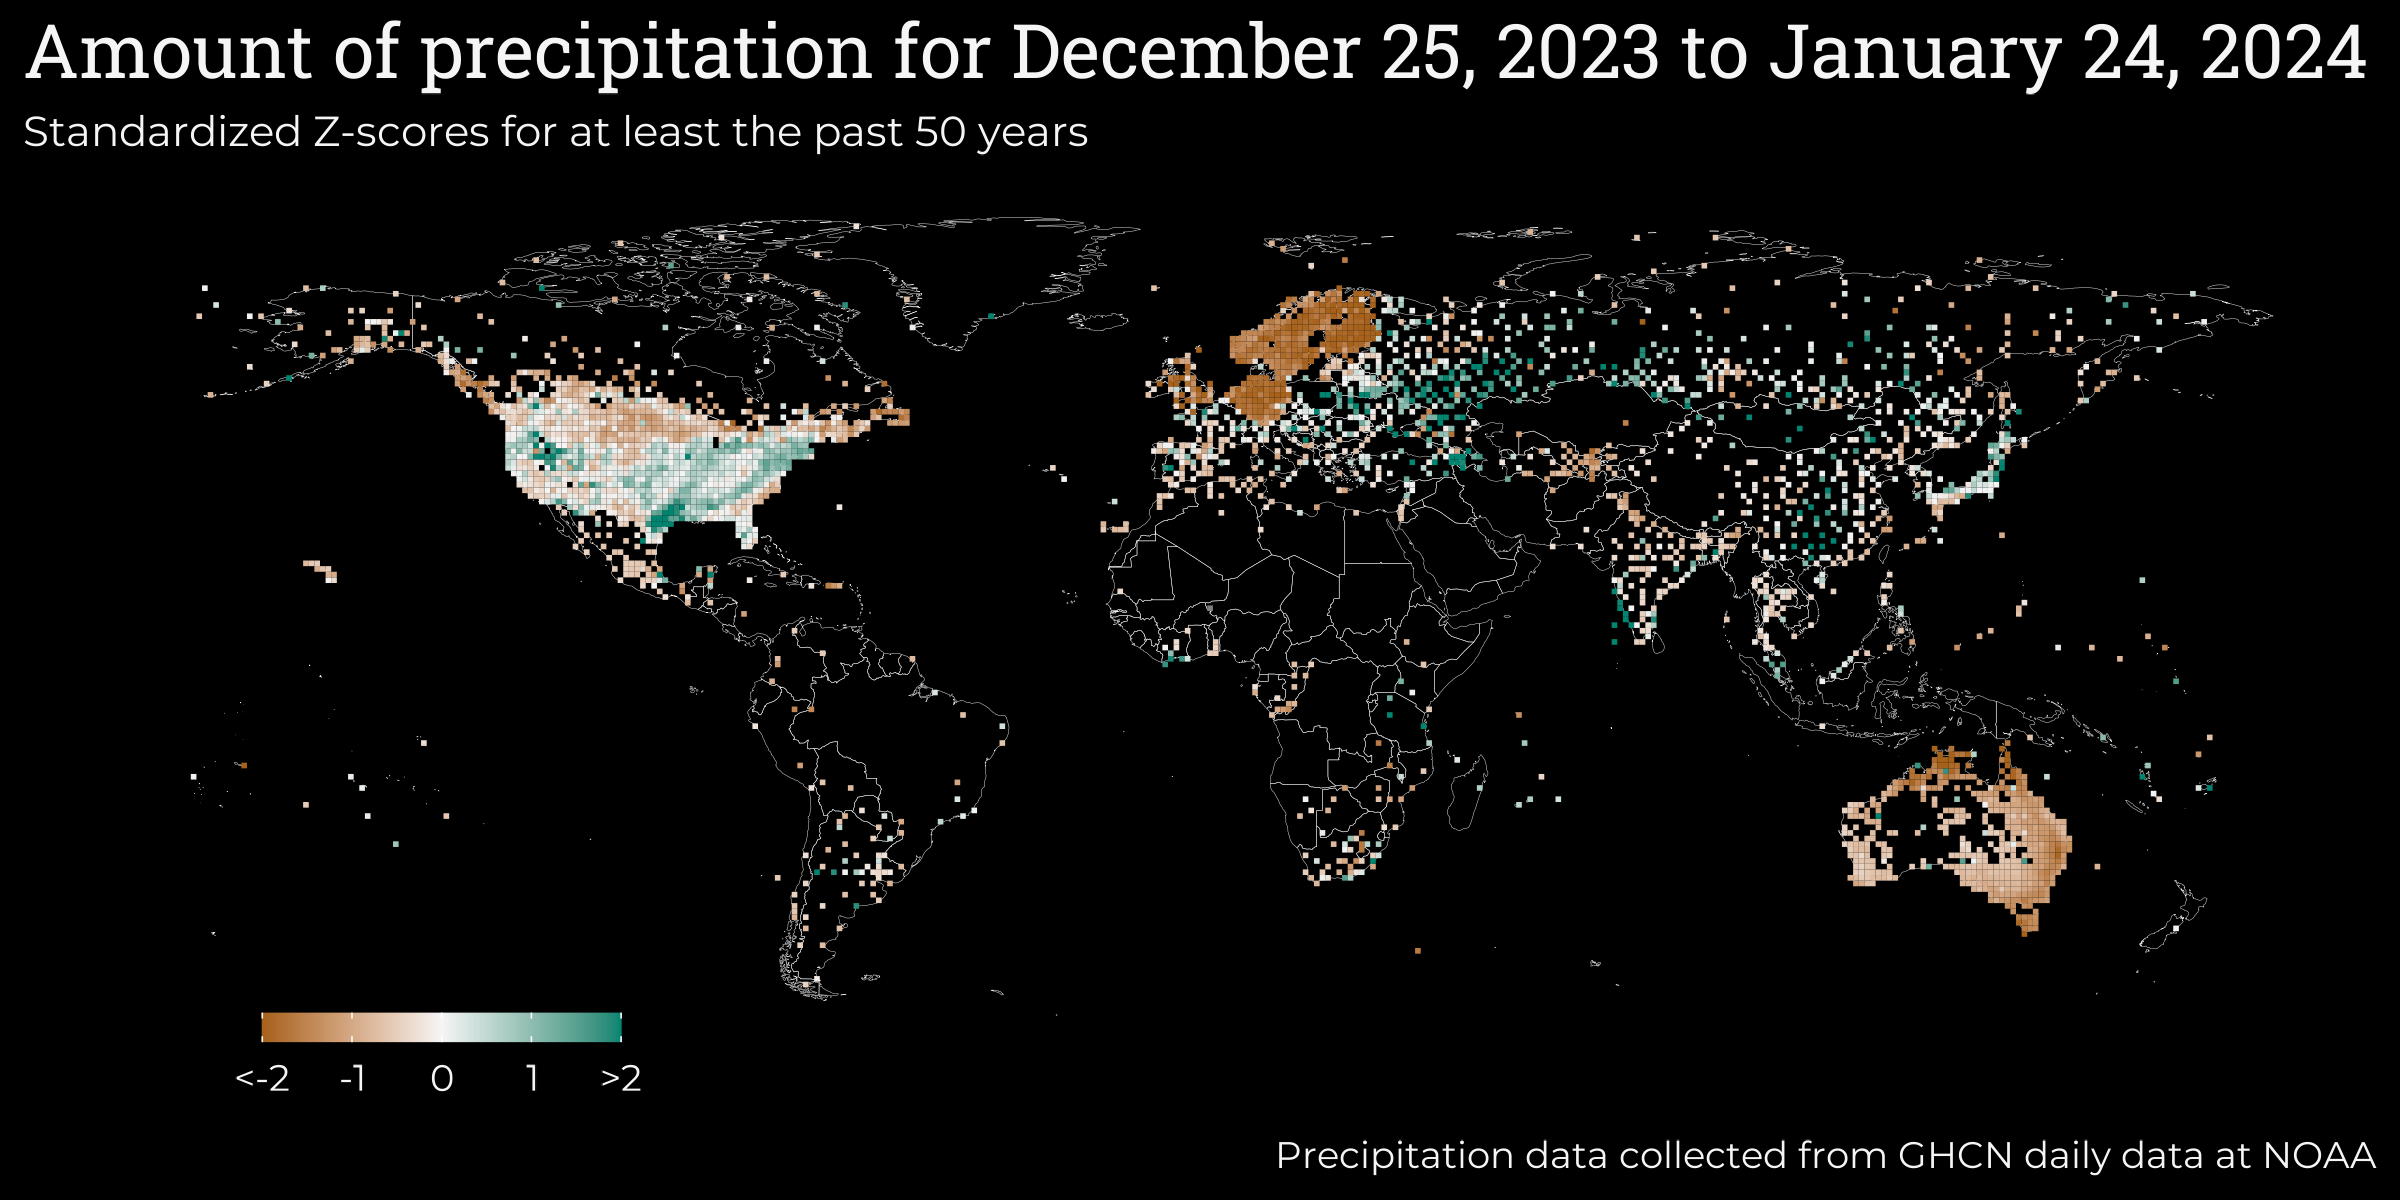 Amount of precipitation for December 25, 2023 to January 24, 2024
Standardized Z-scores for at least the past 50 years
<-2 -1 0 1 >2
Precipitation data collected from GHCN daily data at NOAA